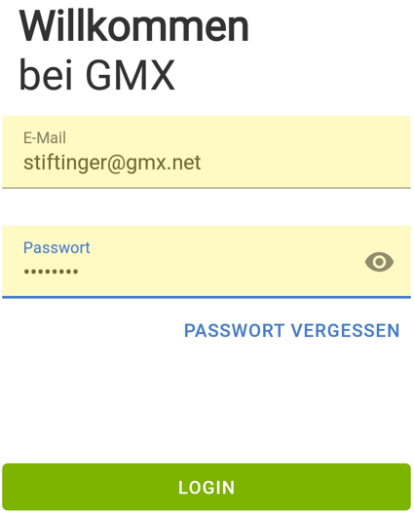 Willkommen
bei GMX
E-Mail
stiftinger@gmx.net
Passwort
••••••••
PASSWORT VERGESSEN
LOGIN